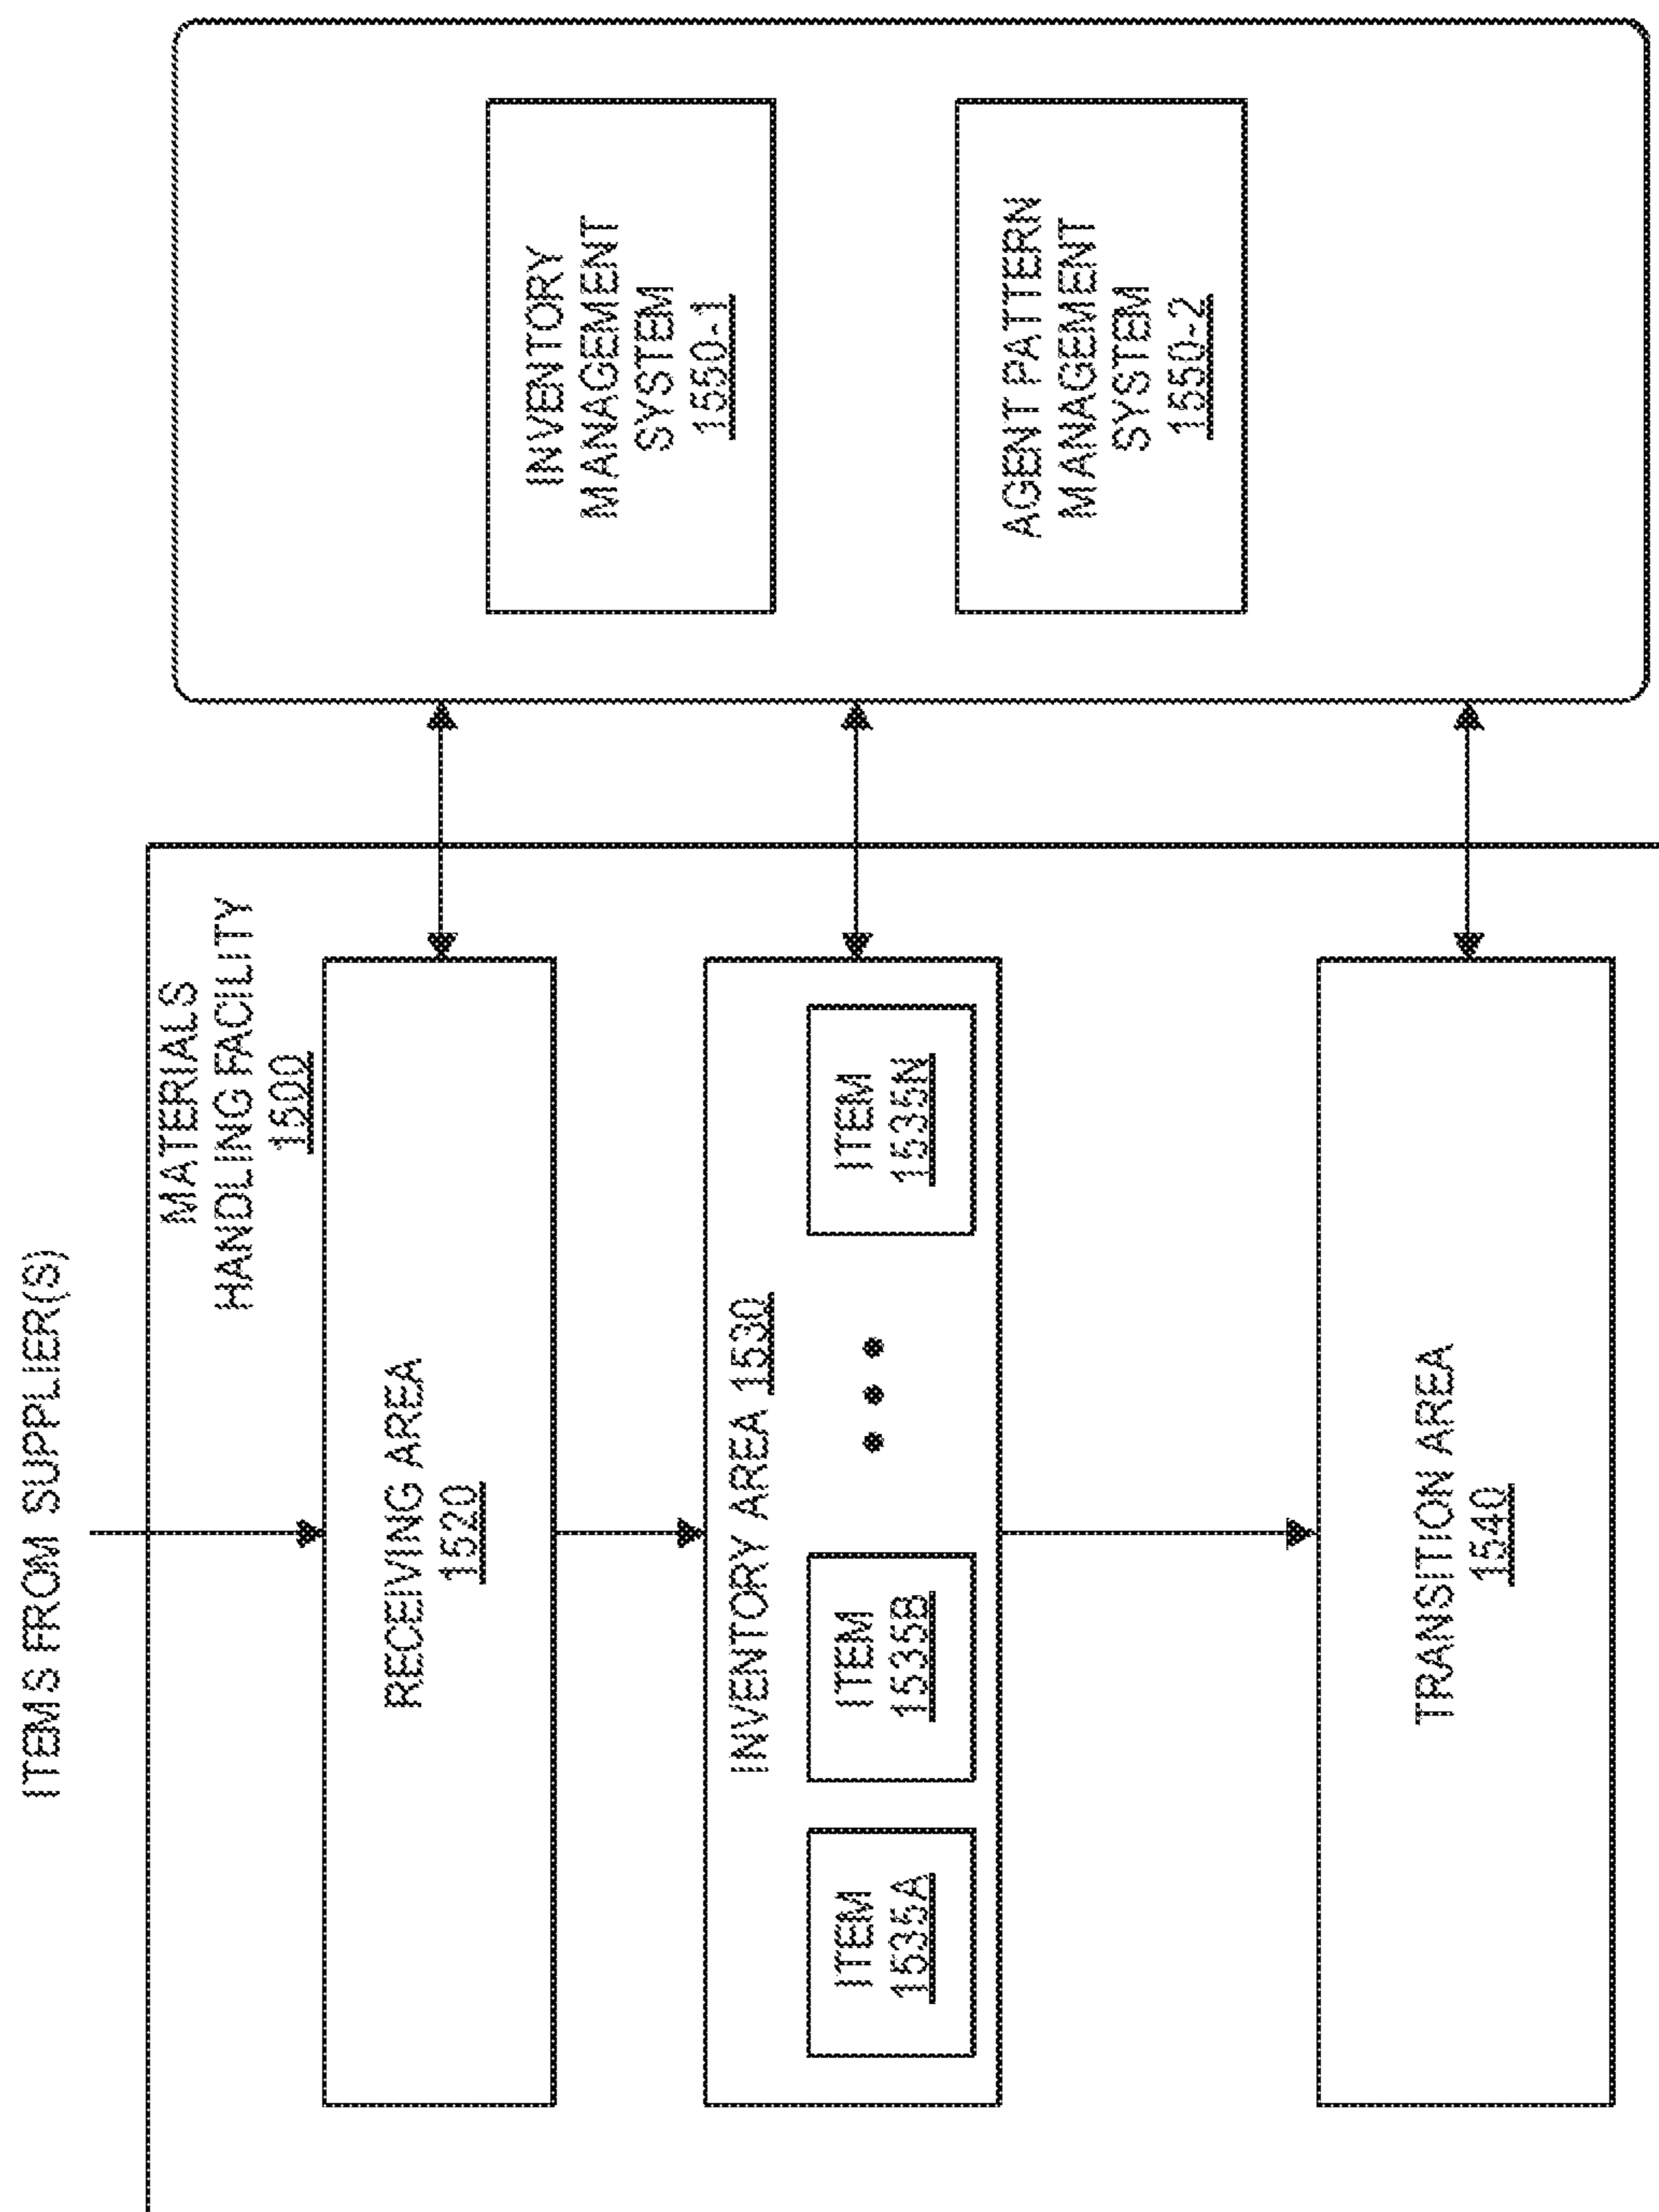 ITEMS FROM SUPPLIER(S)
MATERIALS
HANDLING FACILITY
1500
RECEIVING AREA
1520
INVENTORY AREA 1530
ITEM
1535A
ITEM
1535B
ITEM
1535N
TRANSITION AREA
1540
INVENTORY
MANAGEMENT
SYSTEM
1550-1
AGENT PATTERN
MANAGEMENT
SYSTEM
1550-2